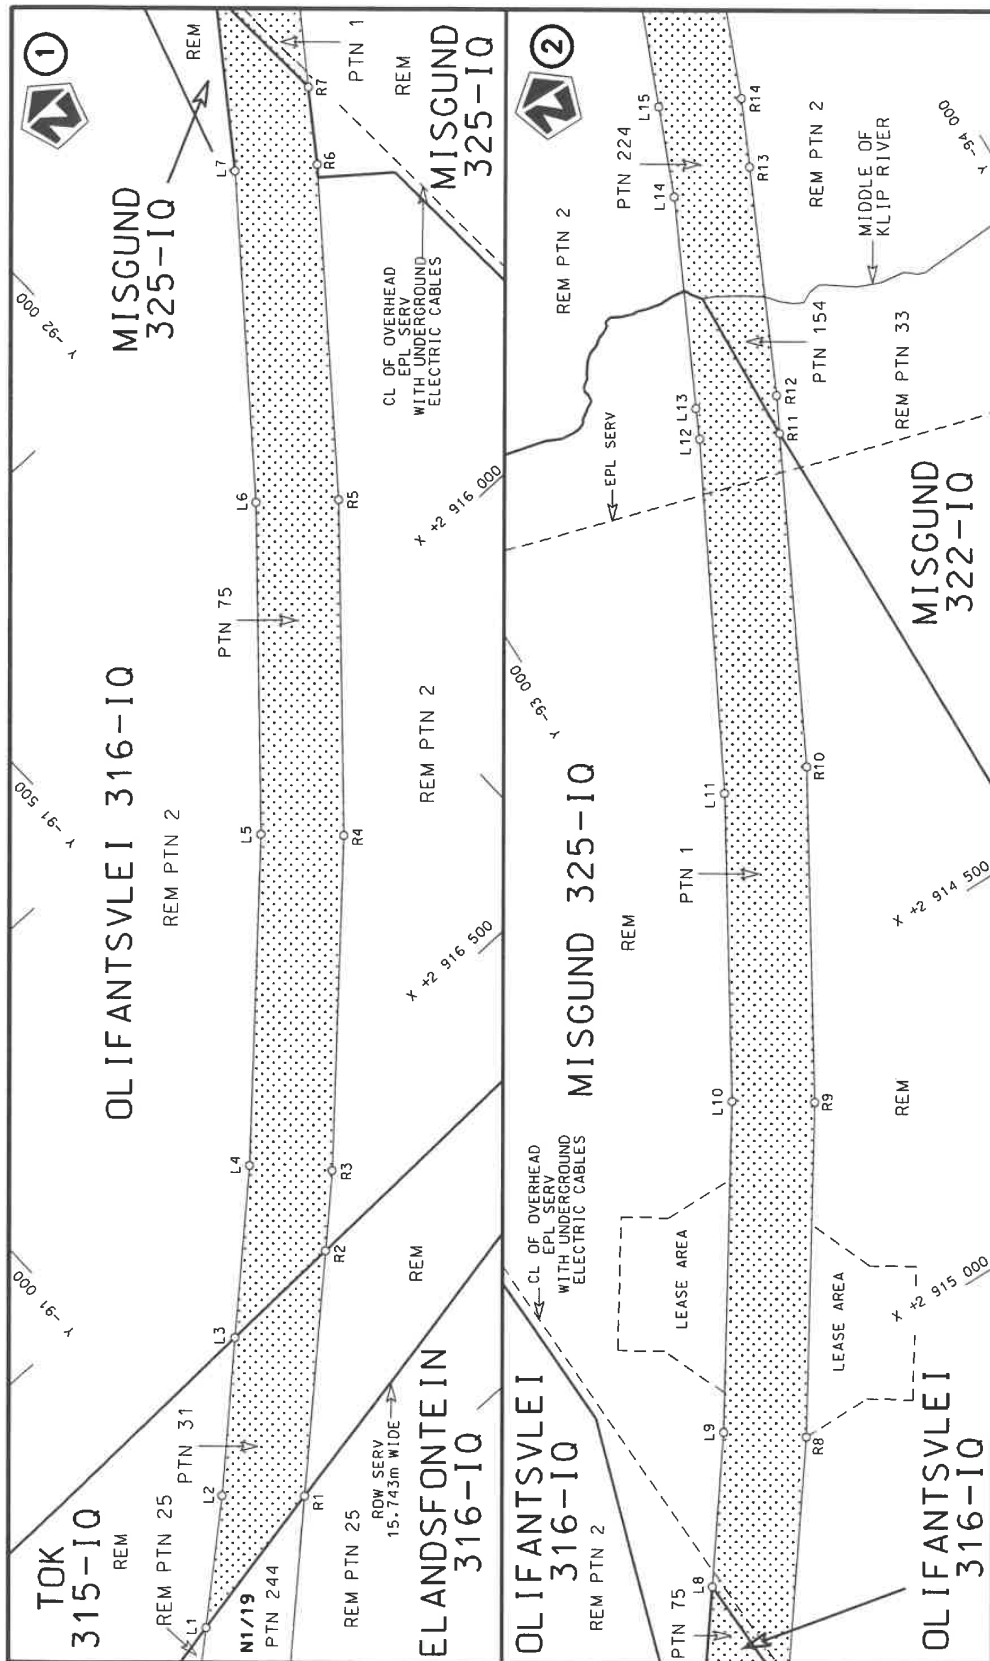 1
TOK
315-IQ
REM
REM PTN 25
L1
N1/19
PTN 244
REM PTN 25
ELANDSFONTEIN
316-IQ
ROW SERV
15.743m WIDE
L2
PTN 31
R1
L3
R2
REM
Y -91 000
L4
R3
OLIFANTSVLEI 316-IQ
REM PTN 2
L5
R4
X +2 916 500
Y -91 500
REM PTN 2
PTN 75
L6
R5
X +2 916 000
Y -92 000
CL OF OVERHEAD
EPL SERV
WITH UNDERGROUND
ELECTRIC CABLES
MISGUND
325-IQ
L7
R6
R7
REM
PTN 1
REM
MISGUND
325-IQ
2
OLIFANTSVLEI
316-IQ
REM PTN 2
PTN 75
L8
OLIFANTSVLEI
316-IQ
CL OF OVERHEAD
EPL SERV
WITH UNDERGROUND
ELECTRIC CABLES
L9
R8
LEASE AREA
LEASE AREA
X +2 915 000
L10
R9
REM
MISGUND 325-IQ
REM
PTN 1
L11
R10
X +2 914 500
Y -93 000
EPL SERV
MISGUND
322-IQ
L12
L13
R11
R12
REM PTN 33
PTN 154
MIDDLE OF
KLIP RIVER
REM PTN 2
PTN 224
L14
L15
R13
R14
REM PTN 2
Y -94 000